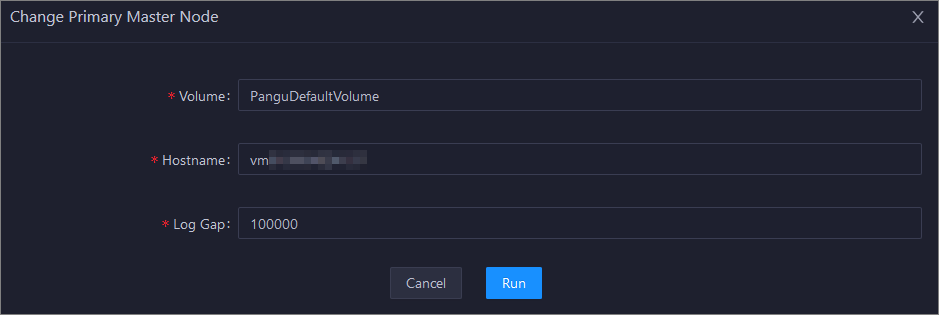 Change Primary Master Node
* Volume: PanguDefaultVolume
* Hostname: vm
* Log Gap: 100000
Cancel Run